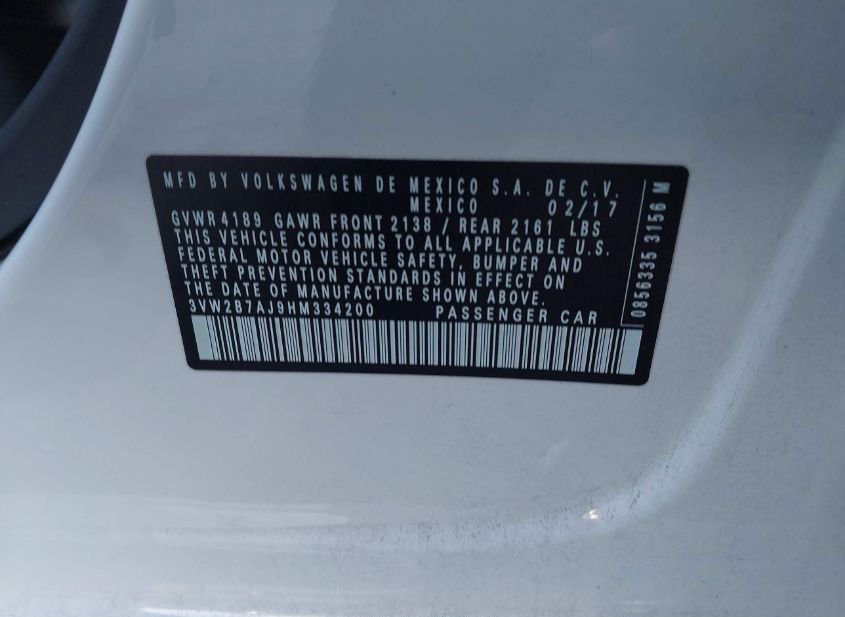 MFD BY VOLKSWAGEN DE MEXICO S.A. DE C.V.
MEXICO 02/17
GVWR 4189 GAWR FRONT 2138 / REAR 2161 LBS
THIS VEHICLE CONFORMS TO ALL APPLICABLE U.S.
FEDERAL MOTOR VEHICLE SAFETY, BUMPER AND
THEFT PREVENTION STANDARDS IN EFFECT ON
THE DATE OF MANUFACTURE SHOWN ABOVE.
3VW2B7AJ9HM334200 PASSENGER CAR
0856335 3156 M